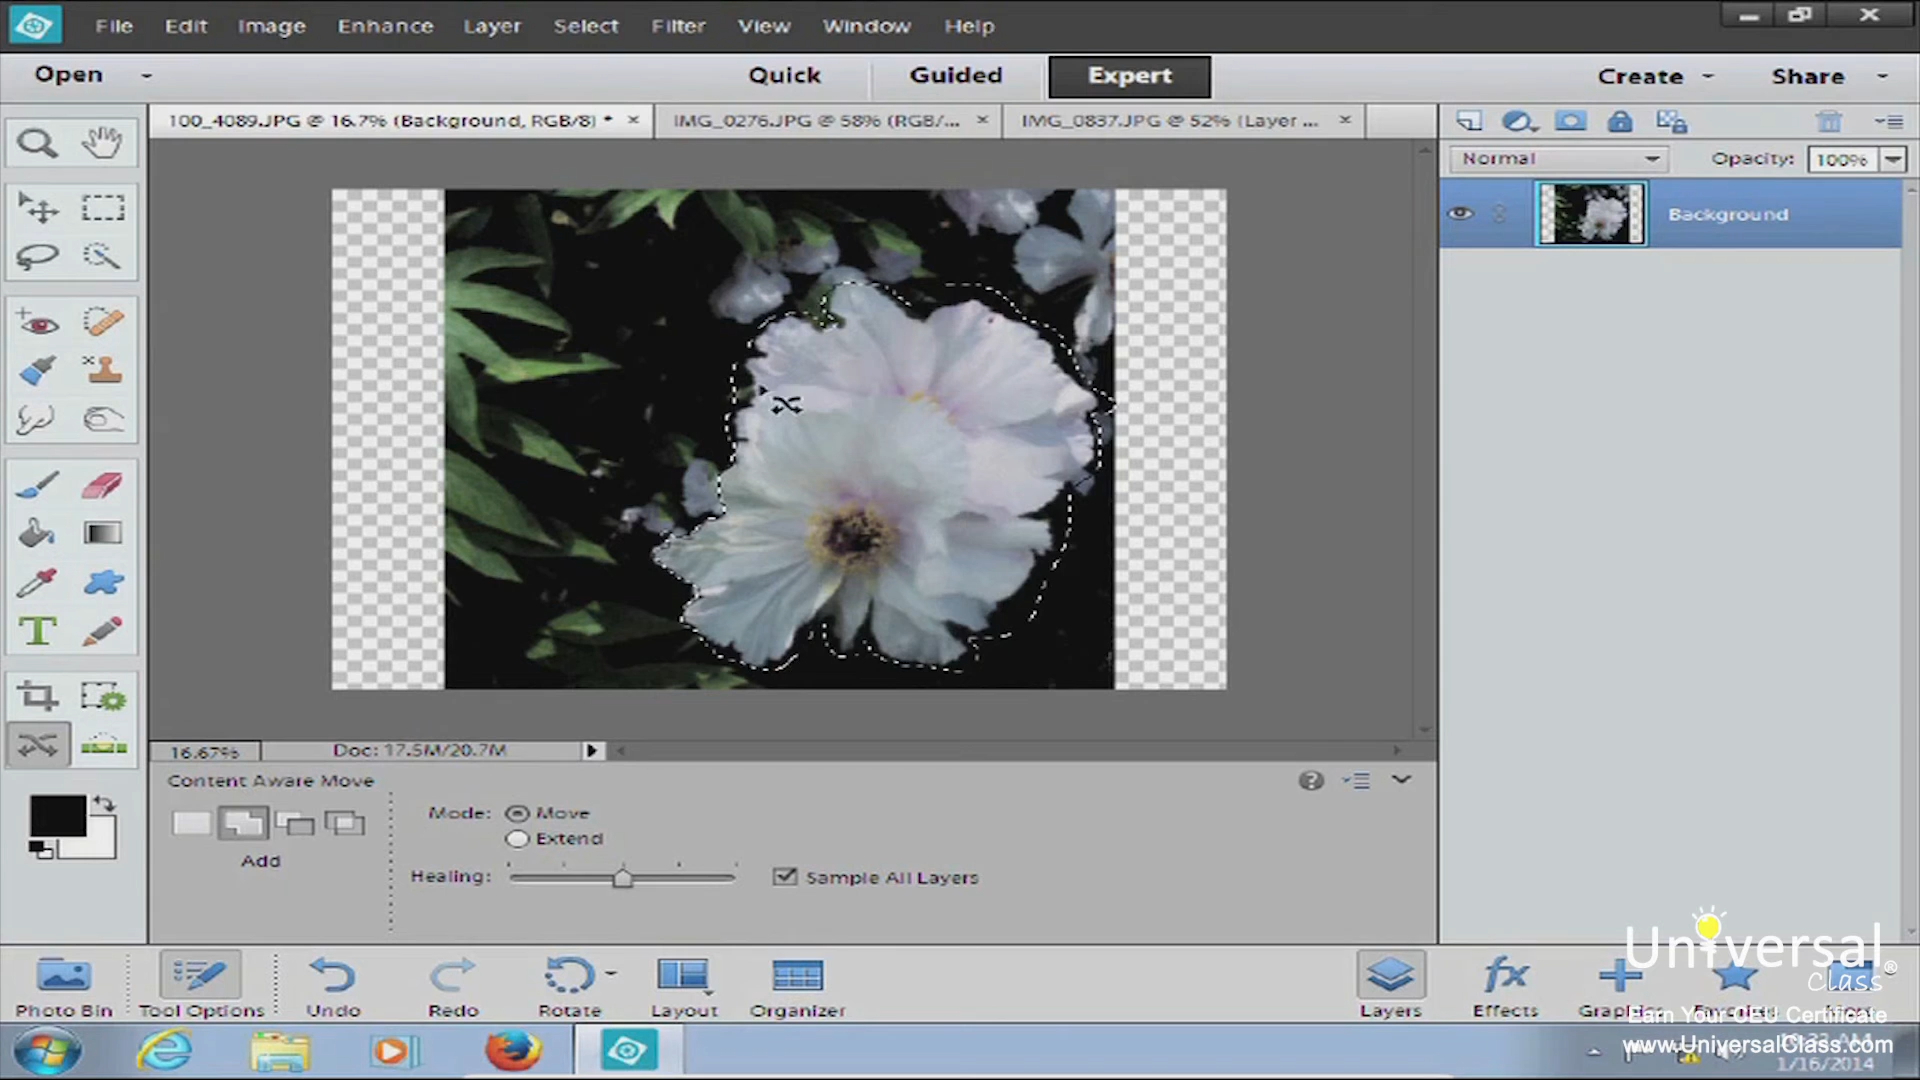 File Edit Image Enhance Layer Select Filter View Window Help
Open Quick Guided Expert Create Share
100_4089.JPG @ 16.7% (Background, RGB/8) * × IMG_0276.JPG @ 58% (RGB/... × IMG_0837.JPG @ 52% (Layer ... ×
Normal Opacity: 100%
Background
16.67% Doc: 17.5M/20.7M
Content Aware Move
Mode: Move
Extend
Add
Healing: Sample All Layers
Universal®
Class
Photo Bin Tool Options Undo Redo Rotate Layout Organizer Layers Effects
Earn Your CEU Certificate
www.UniversalClass.com
1/16/2014